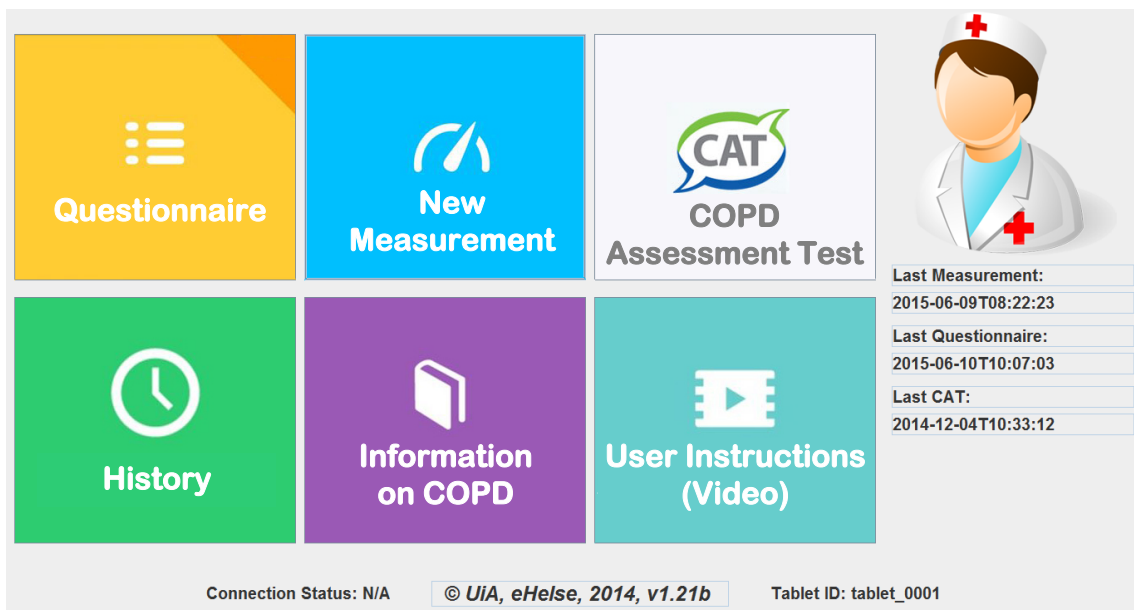 Questionnaire
New
Measurement
CAT
COPD
Assessment Test
History
Information
on COPD
User Instructions
(Video)
Last Measurement:
2015-06-09T08:22:23
Last Questionnaire:
2015-06-10T10:07:03
Last CAT:
2014-12-04T10:33:12
Connection Status: N/A
© UiA, eHelse, 2014, v1.21b
Tablet ID: tablet_0001